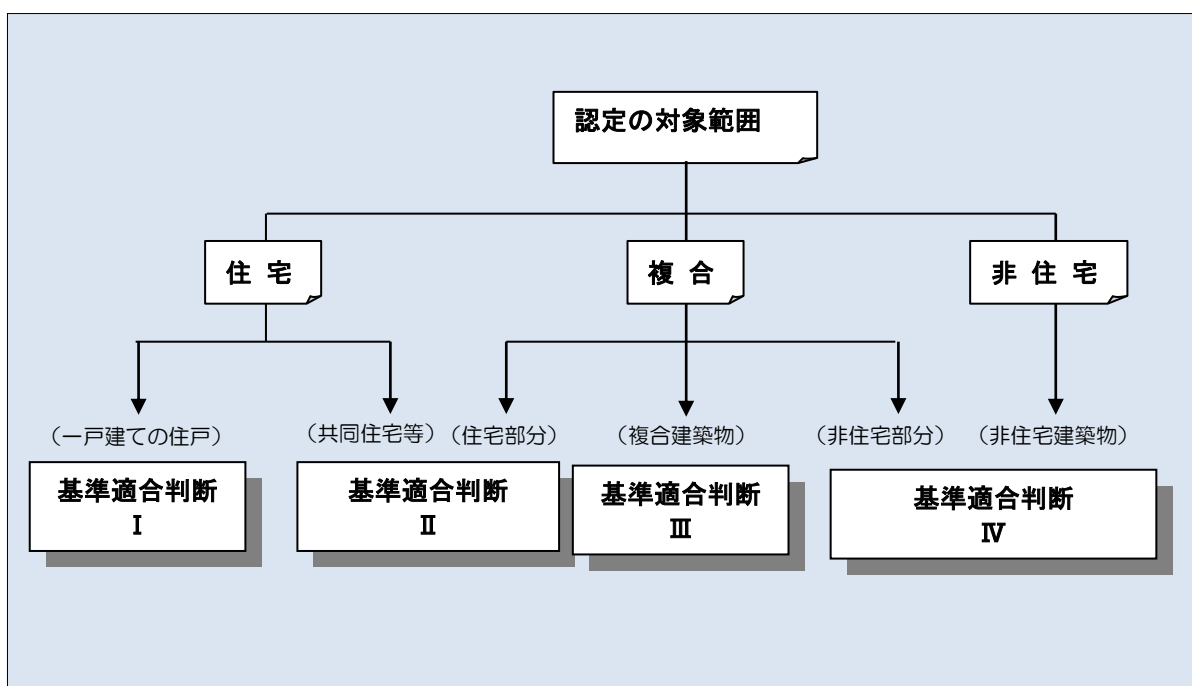 認定の対象範囲
住 宅
複 合
非 住 宅
（一戸建ての住戸）
（共同住宅等）
（住宅部分）
（複合建築物）
（非住宅部分）
（非住宅建築物）
基準適合判断
Ⅰ
基準適合判断
Ⅱ
基準適合判断
Ⅲ
基準適合判断
Ⅳ